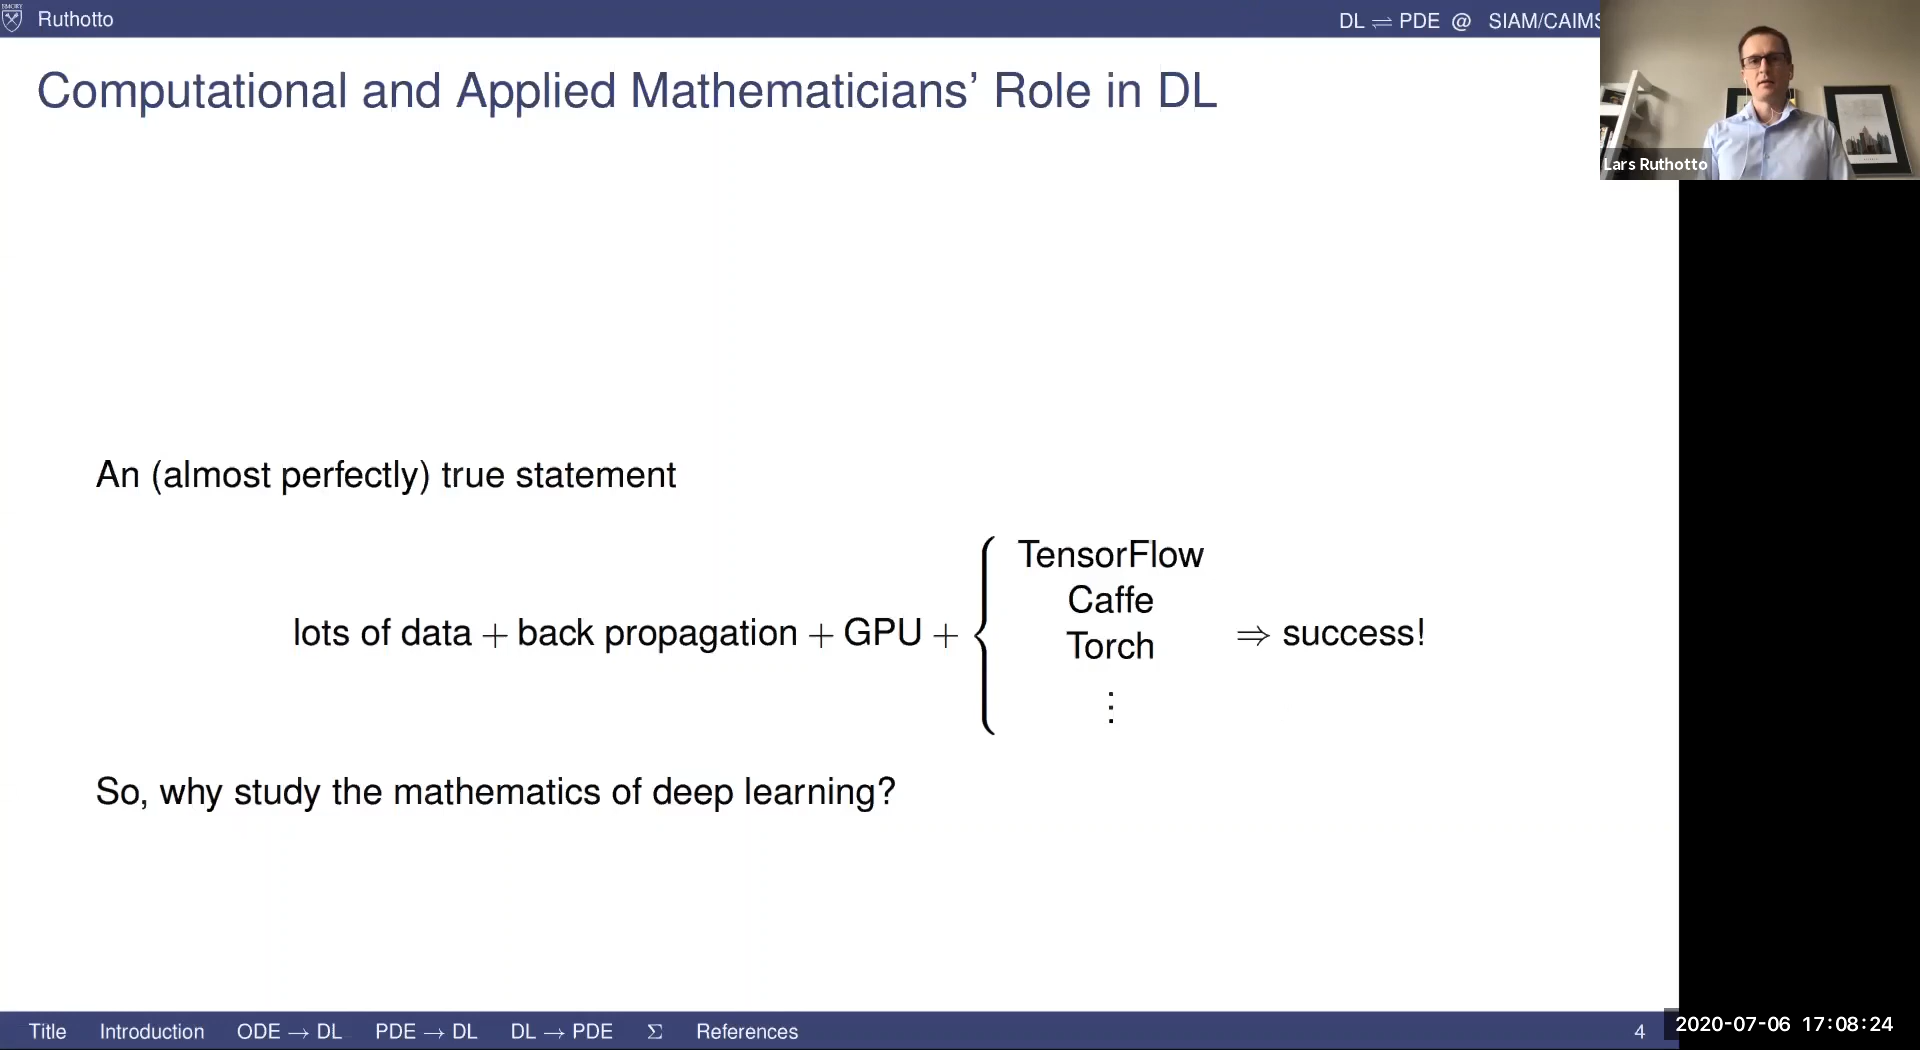 EMORY
Ruthotto
DL ⇌ PDE @ SIAM/CAIMS
Computational and Applied Mathematicians’ Role in DL
Lars Ruthotto
An (almost perfectly) true statement
lots of data + back propagation + GPU + { TensorFlow
Caffe
Torch
⋮
⇒ success!
So, why study the mathematics of deep learning?
Title Introduction ODE → DL PDE → DL DL → PDE Σ References 4
2020-07-06 17:08:24